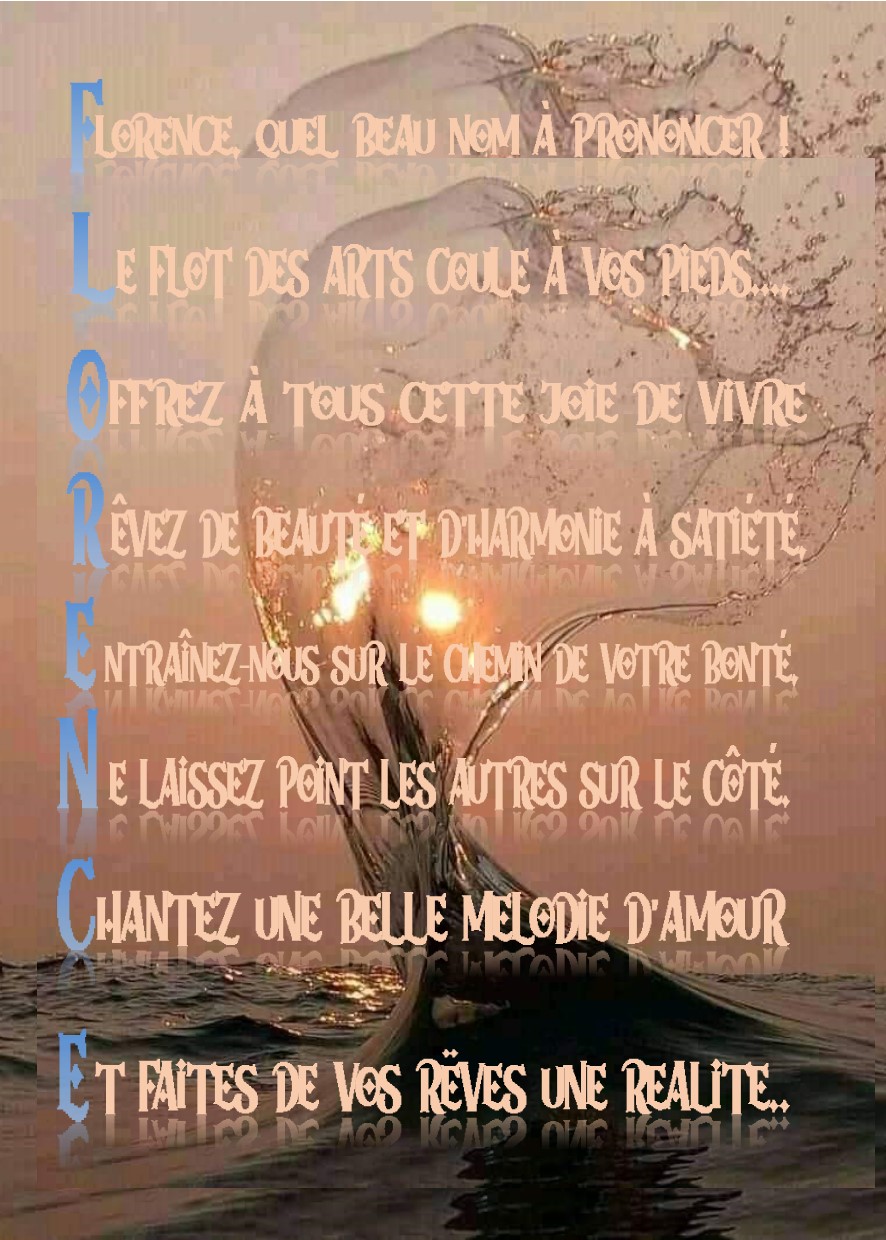 FLORENCE, QUEL BEAU NOM À PRONONCER !
LE FLOT DES ARTS COULE À VOS PIEDS....
OFFREZ À TOUS CETTE JOIE DE VIVRE
RÊVEZ DE BEAUTÉ ET D'HARMONIE À SATIÉTÉ,
ENTRAÎNEZ-NOUS SUR LE CHEMIN DE VOTRE BONTÉ,
NE LAISSEZ POINT LES AUTRES SUR LE CÔTÉ.
CHANTEZ UNE BELLE MELODIE D'AMOUR
ET FAITES DE VOS RËVES UNE REALITE..